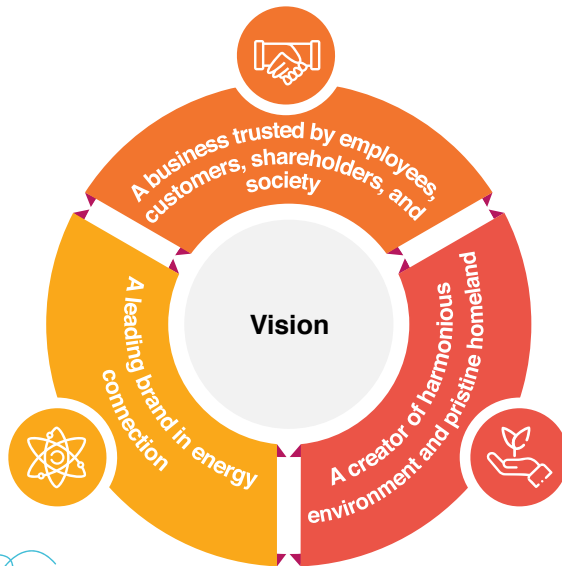 A business trusted by employees,
customers, shareholders, and
society
Vision
A leading brand in energy
connection
A creator of harmonious
environment and pristine homeland